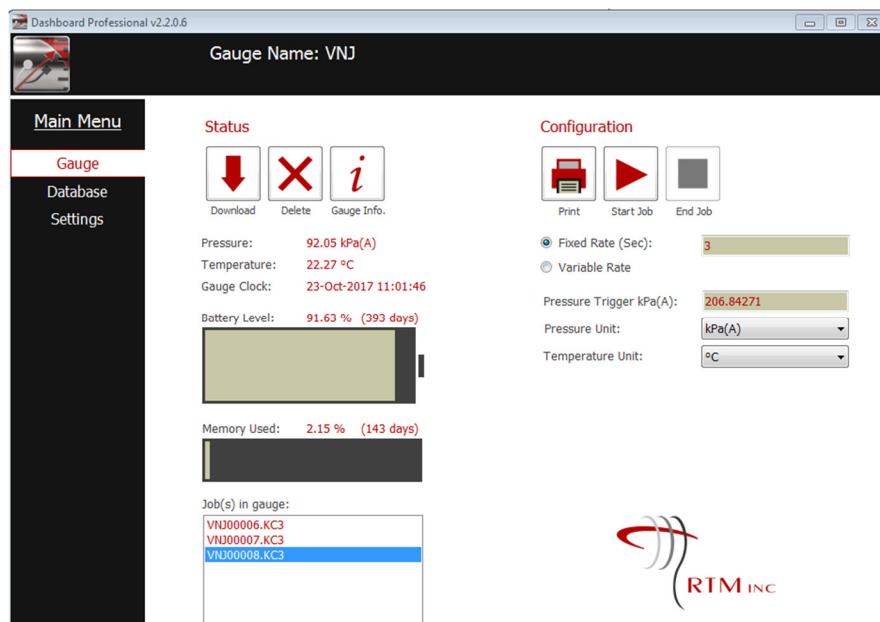 Dashboard Professional v2.2.0.6
Gauge Name: VNJ
Main Menu
Gauge
Database
Settings
Status
Download Delete Gauge Info.
Pressure: 92.05 kPa(A)
Temperature: 22.27 °C
Gauge Clock: 23-Oct-2017 11:01:46
Battery Level: 91.63 % (393 days)
Memory Used: 2.15 % (143 days)
Job(s) in gauge:
VNJ00006.KC3
VNJ00007.KC3
VNJ00008.KC3
Configuration
Print Start Job End Job
Fixed Rate (Sec): 3
Variable Rate
Pressure Trigger kPa(A): 206.84271
Pressure Unit: kPa(A)
Temperature Unit: °C
RTM INC